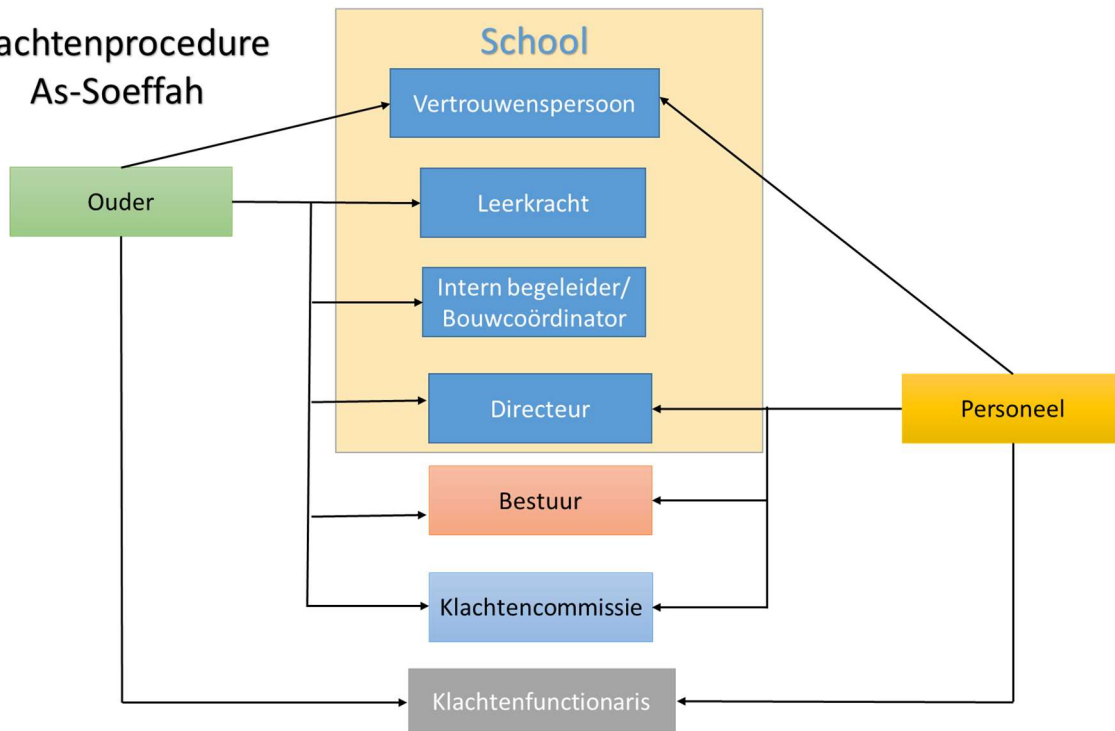 achtenprocedure
As-Soeffah
School
Vertrouwenspersoon
Ouder
Leerkracht
Intern begeleider/
Bouwcoördinator
Directeur
Personeel
Bestuur
Klachtencommissie
Klachtenfunctionaris